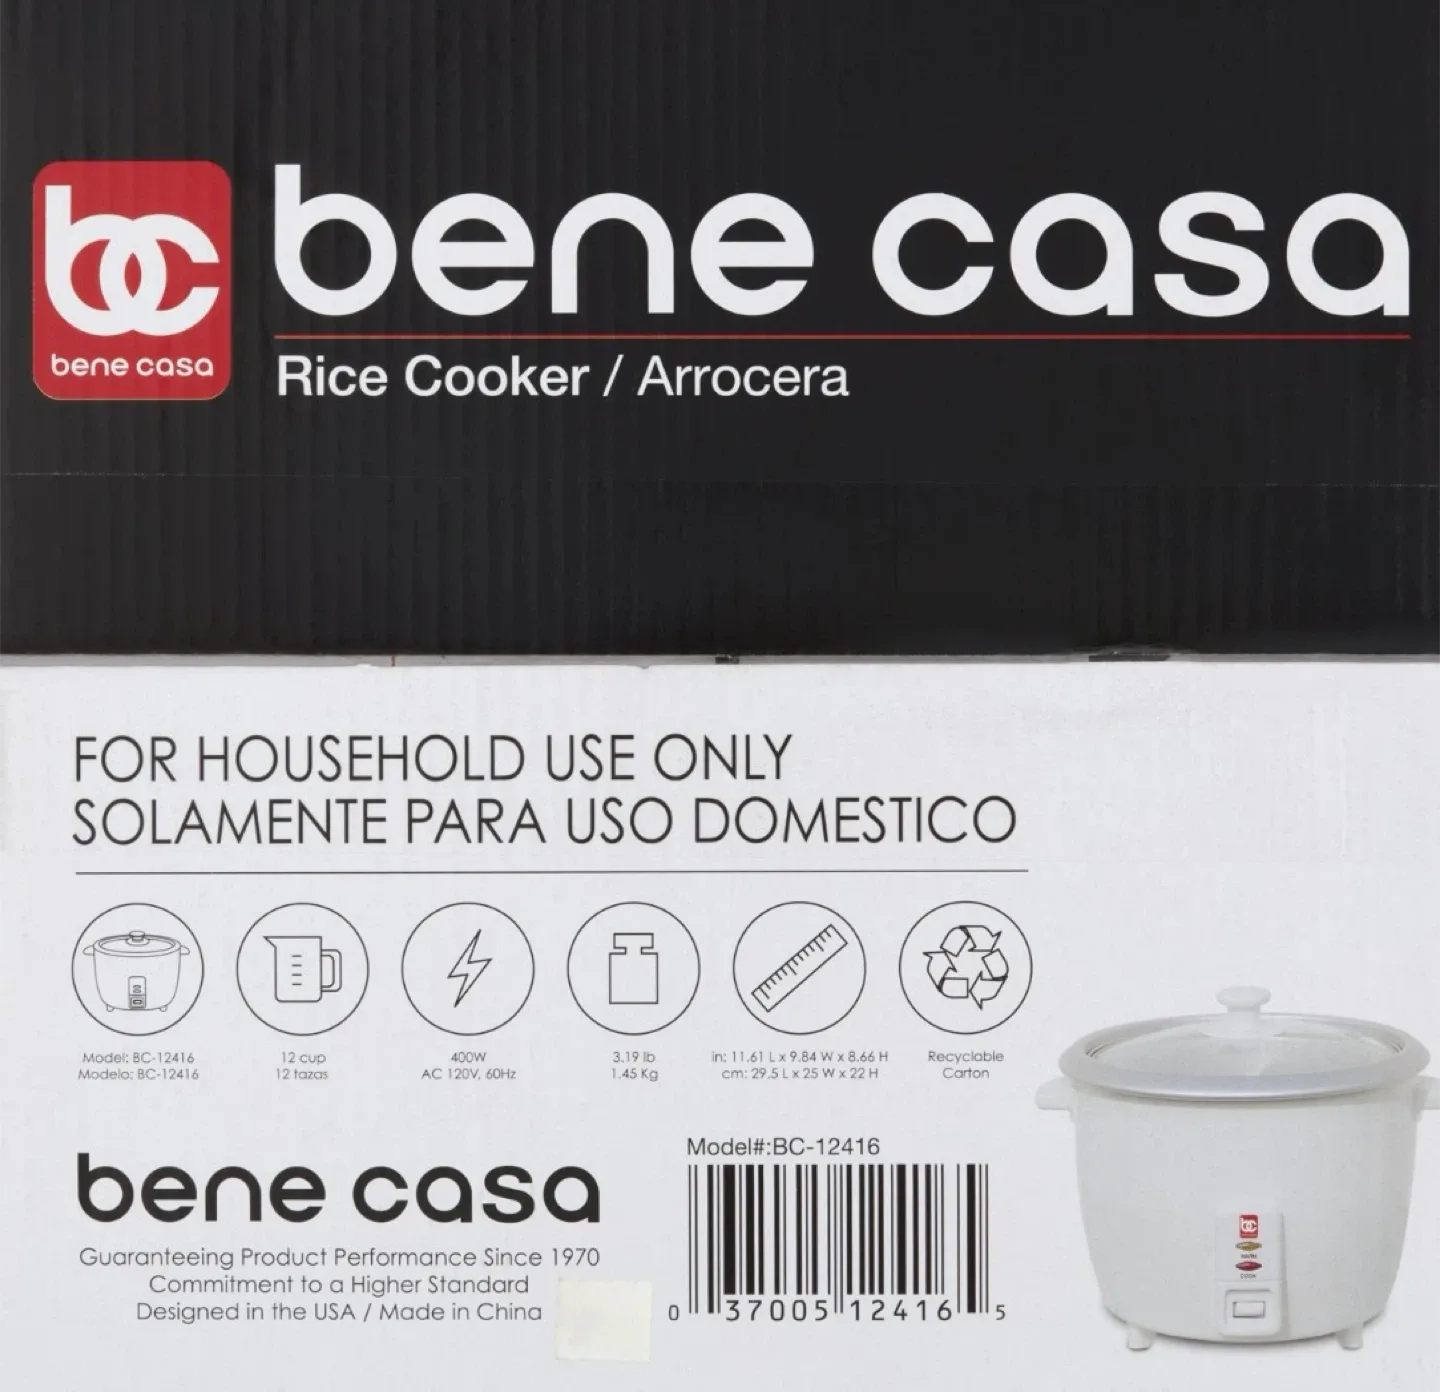 bc
bene casa
bene casa
Rice Cooker / Arrocera
FOR HOUSEHOLD USE ONLY
SOLAMENTE PARA USO DOMESTICO
Model: BC-12416
Modelo: BC-12416
12 cup
12 tazas
400W
AC 120V, 60Hz
3.19 lb
1.45 Kg
in: 11.61 L x 9.84 W x 8.66 H
cm: 29.5 L x 25 W x 22 H
Recyclable
Carton
bene casa
Guaranteeing Product Performance Since 1970
Commitment to a Higher Standard
Designed in the USA / Made in China
Model#:BC-12416
0 37005 12416 5
bc
WARM
COOK